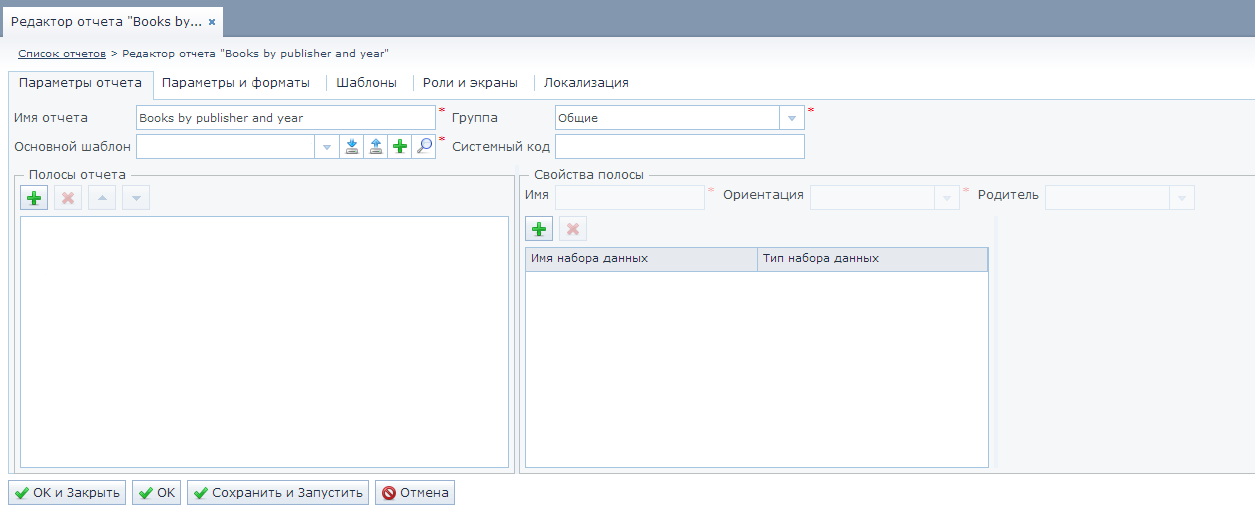 Редактор отчета "Books by...
Список отчетов > Редактор отчета "Books by publisher and year"
Параметры отчета Параметры и форматы Шаблоны Роли и экраны Локализация
Имя отчета Books by publisher and year * Группа Общие *
Основной шаблон * Системный код
Полосы отчета Свойства полосы
Имя * Ориентация * Родитель
Имя набора данных Тип набора данных
ОК и Закрыть ОК Сохранить и Запустить Отмена